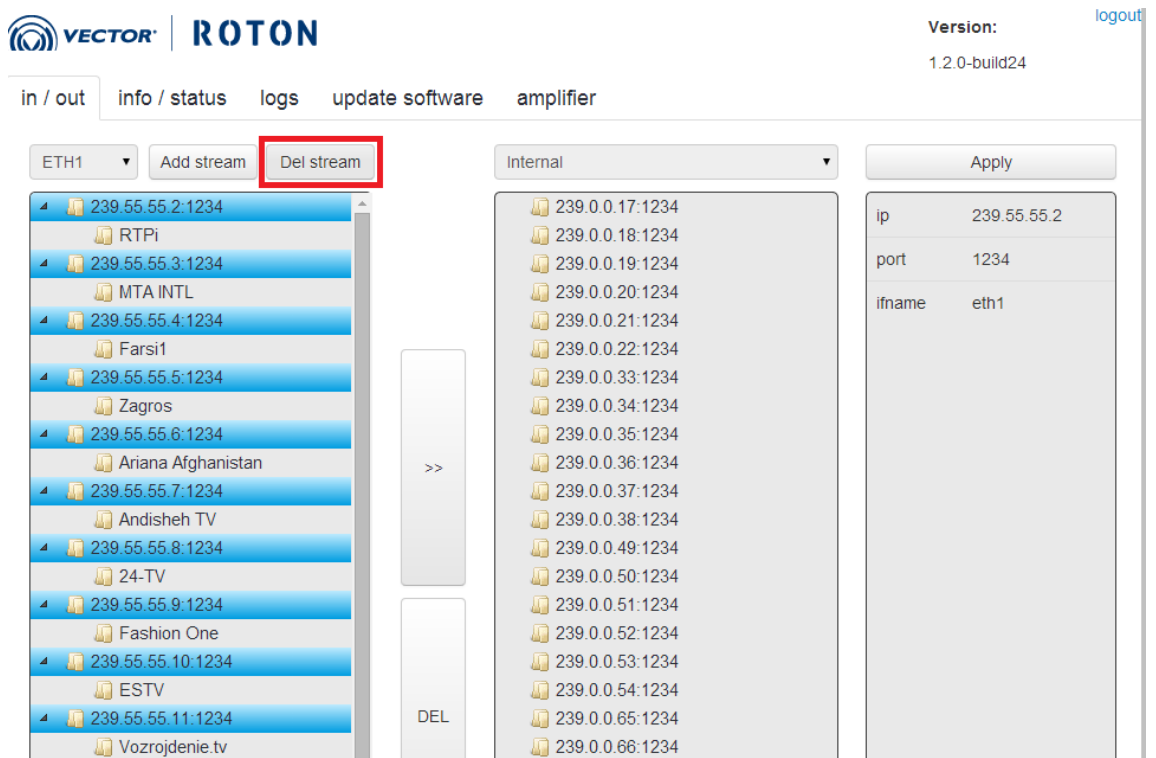 VECTOR ROTON
logout
Version:
1.2.0-build24
in / out info / status logs update software amplifier
ETH1 Add stream Del stream
239.55.55.2:1234
RTPi
239.55.55.3:1234
MTA INTL
239.55.55.4:1234
Farsi1
239.55.55.5:1234
Zagros
239.55.55.6:1234
Ariana Afghanistan
239.55.55.7:1234
Andisheh TV
239.55.55.8:1234
24-TV
239.55.55.9:1234
Fashion One
239.55.55.10:1234
ESTV
239.55.55.11:1234
Vozrojdenie.tv
>>
DEL
Internal
239.0.0.17:1234
239.0.0.18:1234
239.0.0.19:1234
239.0.0.20:1234
239.0.0.21:1234
239.0.0.22:1234
239.0.0.33:1234
239.0.0.34:1234
239.0.0.35:1234
239.0.0.36:1234
239.0.0.37:1234
239.0.0.38:1234
239.0.0.49:1234
239.0.0.50:1234
239.0.0.51:1234
239.0.0.52:1234
239.0.0.53:1234
239.0.0.54:1234
239.0.0.65:1234
239.0.0.66:1234
Apply
ip 239.55.55.2
port 1234
ifname eth1